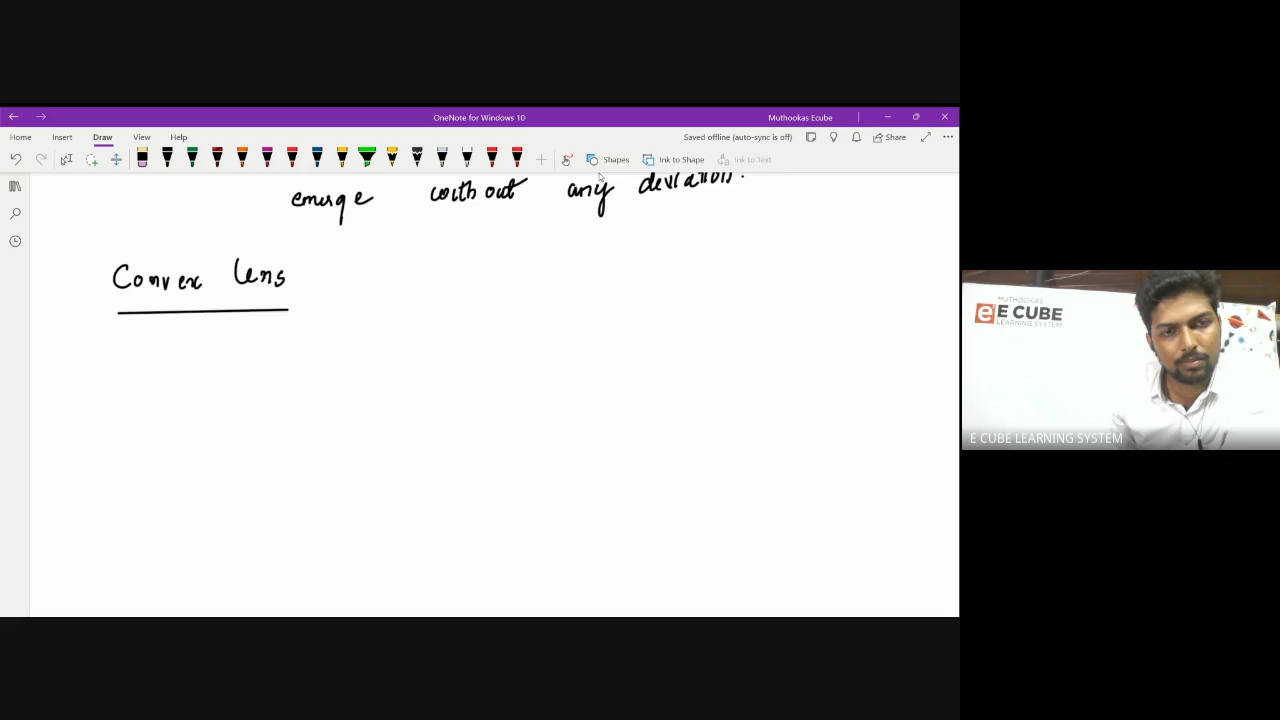 OneNote for Windows 10
Muthookas Ecube
Home Insert Draw View Help
Saved offline (auto-sync is off)
Share
Shapes
Ink to Shape
Ink to Text
emerge without any deviation.
Convex lens
MUTHOOKAS
e E CUBE
LEARNING SYSTEM
E CUBE LEARNING SYSTEM